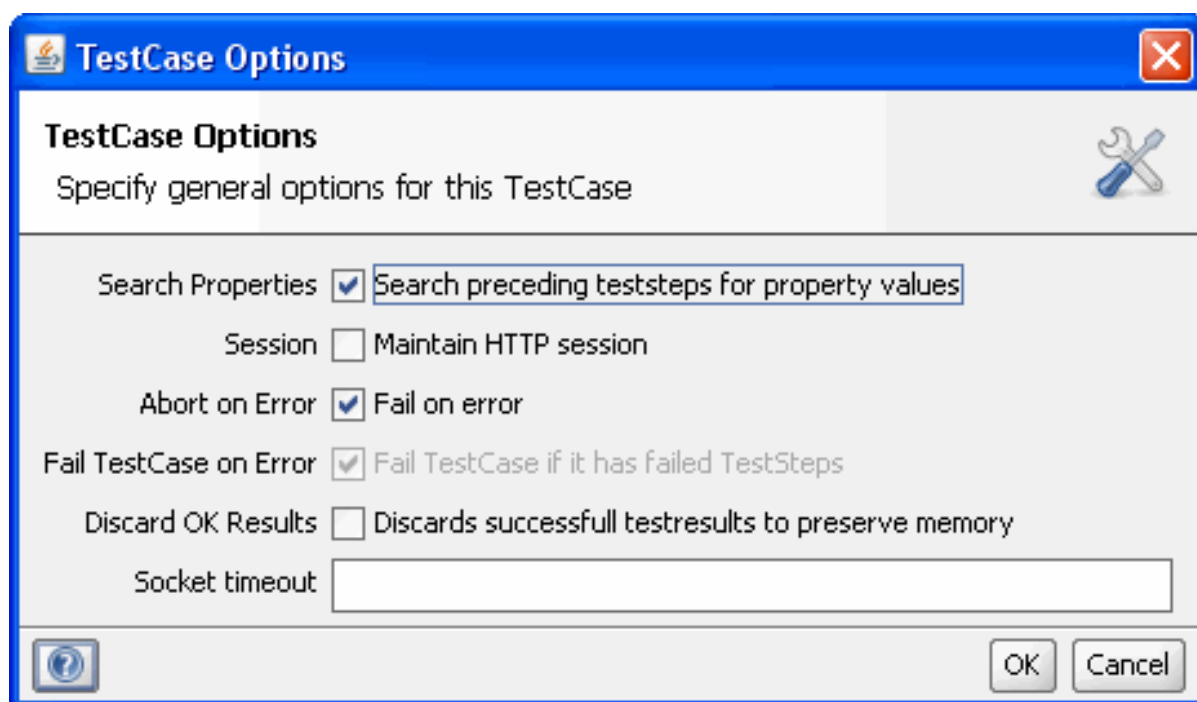 TestCase Options
TestCase Options
Specify general options for this TestCase
Search Properties Search preceding teststeps for property values
Session Maintain HTTP session
Abort on Error Fail on error
Fail TestCase on Error Fail TestCase if it has failed TestSteps
Discard OK Results Discards successfull testresults to preserve memory
Socket timeout
? OK Cancel